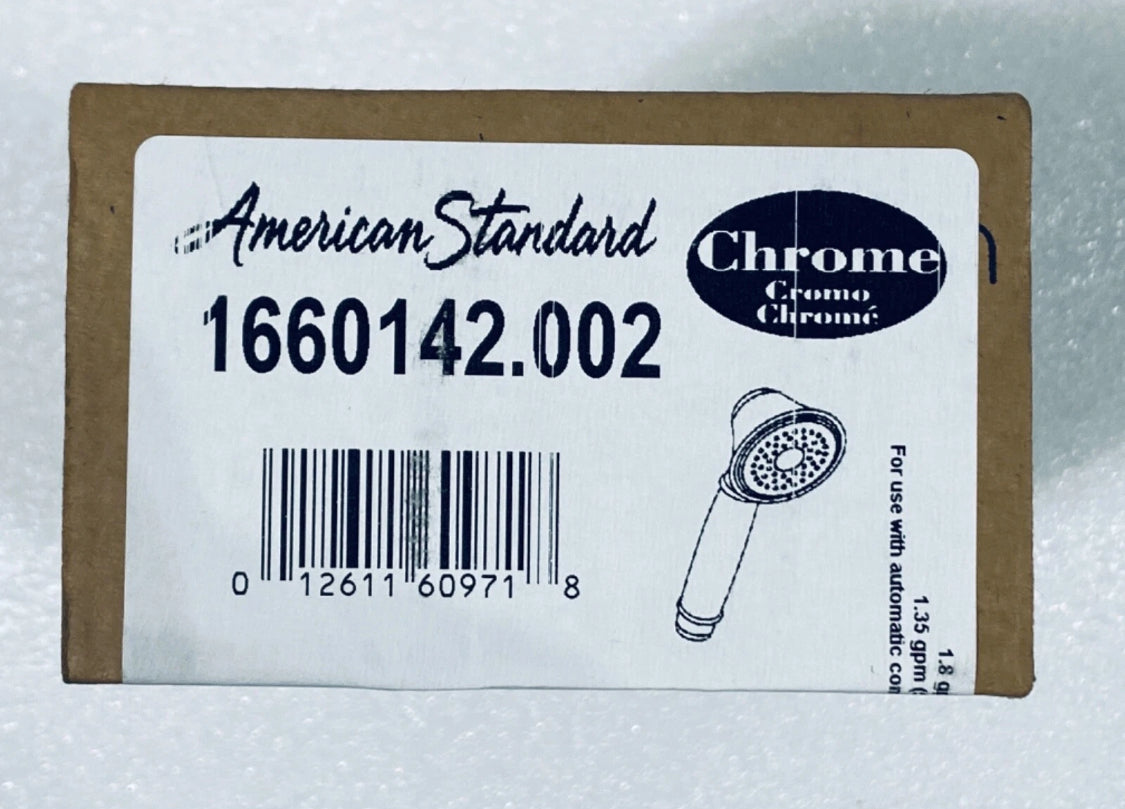 American Standard
1660142.002
Chrome
Cromo
Chromé
0 12611 60971 8
1.8
1.35 gpm (
For use with automatic